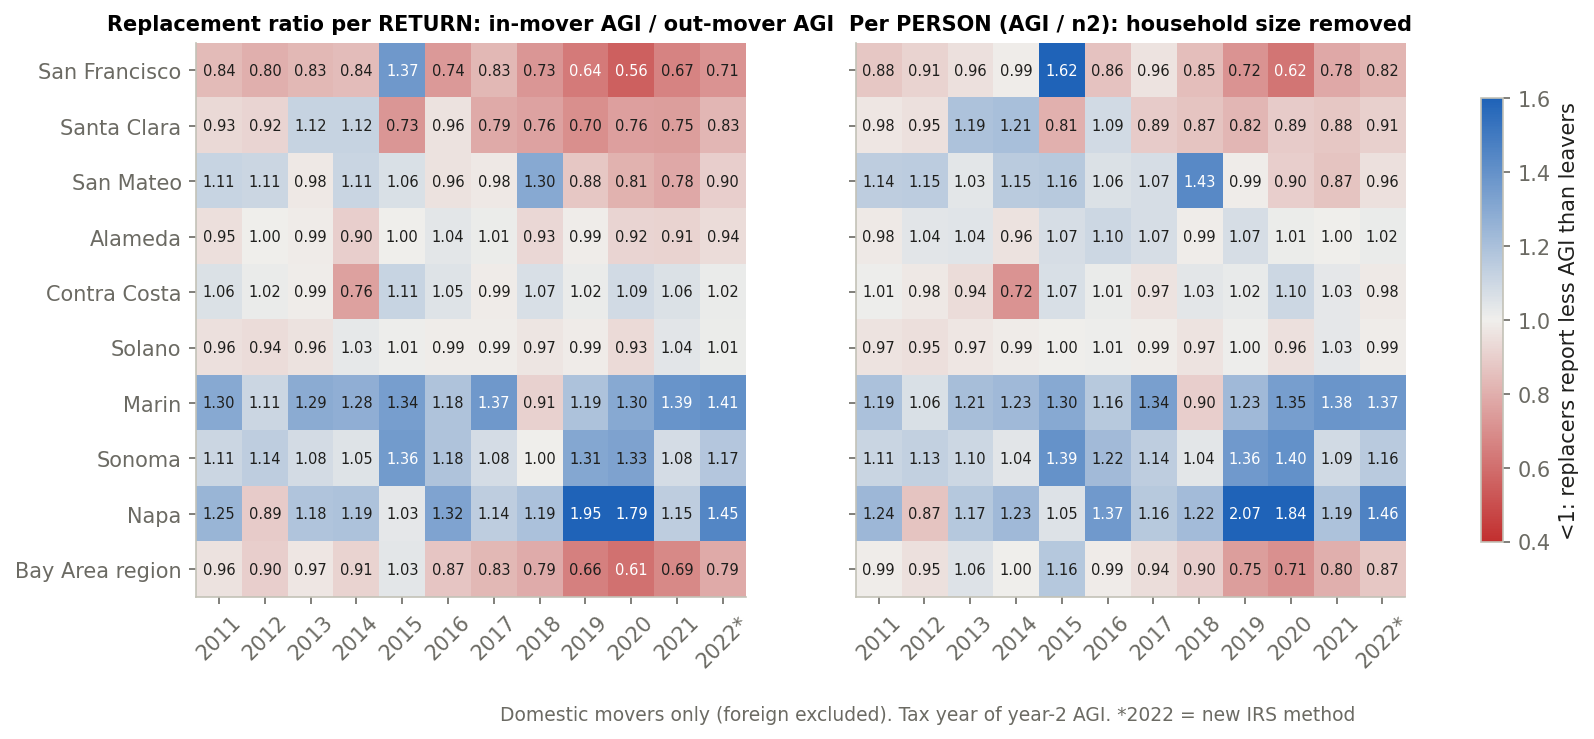 Replacement ratio per RETURN: in-mover AGI / out-mover AGI
Per PERSON (AGI / n2): household size removed
San Francisco 0.84 0.80 0.83 0.84 1.37 0.74 0.83 0.73 0.64 0.56 0.67 0.71 0.88 0.91 0.96 0.99 1.62 0.86 0.96 0.85 0.72 0.62 0.78 0.82
Santa Clara 0.93 0.92 1.12 1.12 0.73 0.96 0.79 0.76 0.70 0.76 0.75 0.83 0.98 0.95 1.19 1.21 0.81 1.09 0.89 0.87 0.82 0.89 0.88 0.91
San Mateo 1.11 1.11 0.98 1.11 1.06 0.96 0.98 1.30 0.88 0.81 0.78 0.90 1.14 1.15 1.03 1.15 1.16 1.06 1.07 1.43 0.99 0.90 0.87 0.96
Alameda 0.95 1.00 0.99 0.90 1.00 1.04 1.01 0.93 0.99 0.92 0.91 0.94 0.98 1.04 1.04 0.96 1.07 1.10 1.07 0.99 1.07 1.01 1.00 1.02
Contra Costa 1.06 1.02 0.99 0.76 1.11 1.05 0.99 1.07 1.02 1.09 1.06 1.02 1.01 0.98 0.94 0.72 1.07 1.01 0.97 1.03 1.02 1.10 1.03 0.98
Solano 0.96 0.94 0.96 1.03 1.01 0.99 0.99 0.97 0.99 0.93 1.04 1.01 0.97 0.95 0.97 0.99 1.00 1.01 0.99 0.97 1.00 0.96 1.03 0.99
Marin 1.30 1.11 1.29 1.28 1.34 1.18 1.37 0.91 1.19 1.30 1.39 1.41 1.19 1.06 1.21 1.23 1.30 1.16 1.34 0.90 1.23 1.35 1.38 1.37
Sonoma 1.11 1.14 1.08 1.05 1.36 1.18 1.08 1.00 1.31 1.33 1.08 1.17 1.11 1.13 1.10 1.04 1.39 1.22 1.14 1.04 1.36 1.40 1.09 1.16
Napa 1.25 0.89 1.18 1.19 1.03 1.32 1.14 1.19 1.95 1.79 1.15 1.45 1.24 0.87 1.17 1.23 1.05 1.37 1.16 1.22 2.07 1.84 1.19 1.46
Bay Area region 0.96 0.90 0.97 0.91 1.03 0.87 0.83 0.79 0.66 0.61 0.69 0.79 0.99 0.95 1.06 1.00 1.16 0.99 0.94 0.90 0.75 0.71 0.80 0.87
2011 2012 2013 2014 2015 2016 2017 2018 2019 2020 2021 2022* 2011 2012 2013 2014 2015 2016 2017 2018 2019 2020 2021 2022*
1.6
1.4
1.2
1.0
0.8
0.6
0.4
<1: replacers report less AGI than leavers
Domestic movers only (foreign excluded). Tax year of year-2 AGI. *2022 = new IRS method